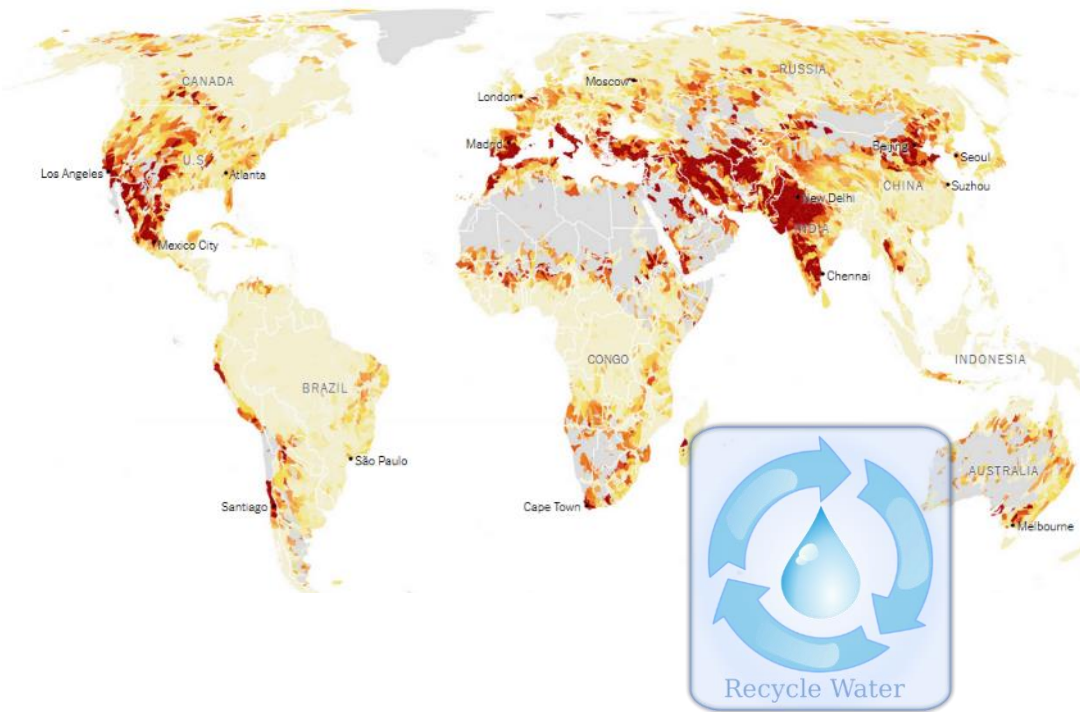 CANADA
RUSSIA
Moscow
London
Madrid
Beijing
Seoul
U.S.
Los Angeles
Atlanta
CHINA
Suzhou
New Delhi
INDIA
Mexico City
Chennai
CONGO
INDONESIA
BRAZIL
São Paulo
AUSTRALIA
Santiago
Cape Town
Melbourne
Recycle Water